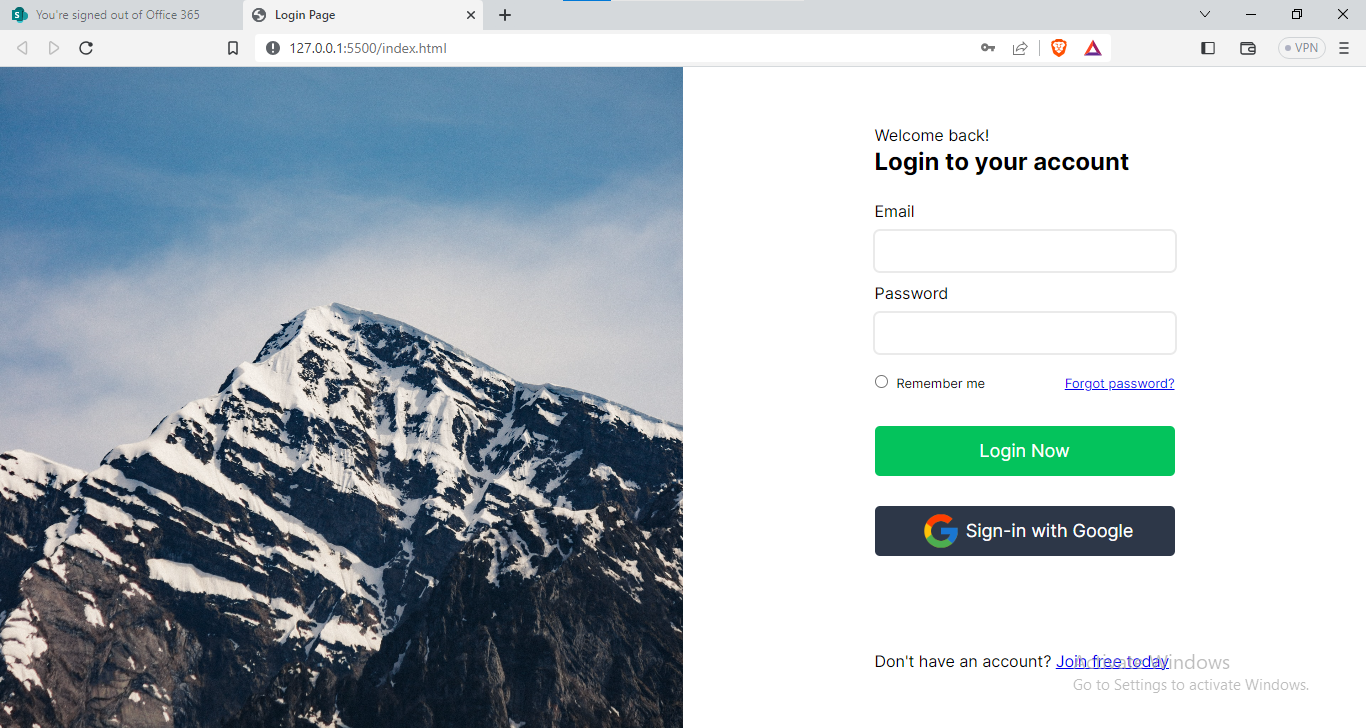 You're signed out of Office 365
Login Page
127.0.0.1:5500/index.html
VPN
Welcome back!
Login to your account
Email
Password
Remember me
Forgot password?
Login Now
Sign-in with Google
Don't have an account? Join free today
Activate Windows
Go to Settings to activate Windows.